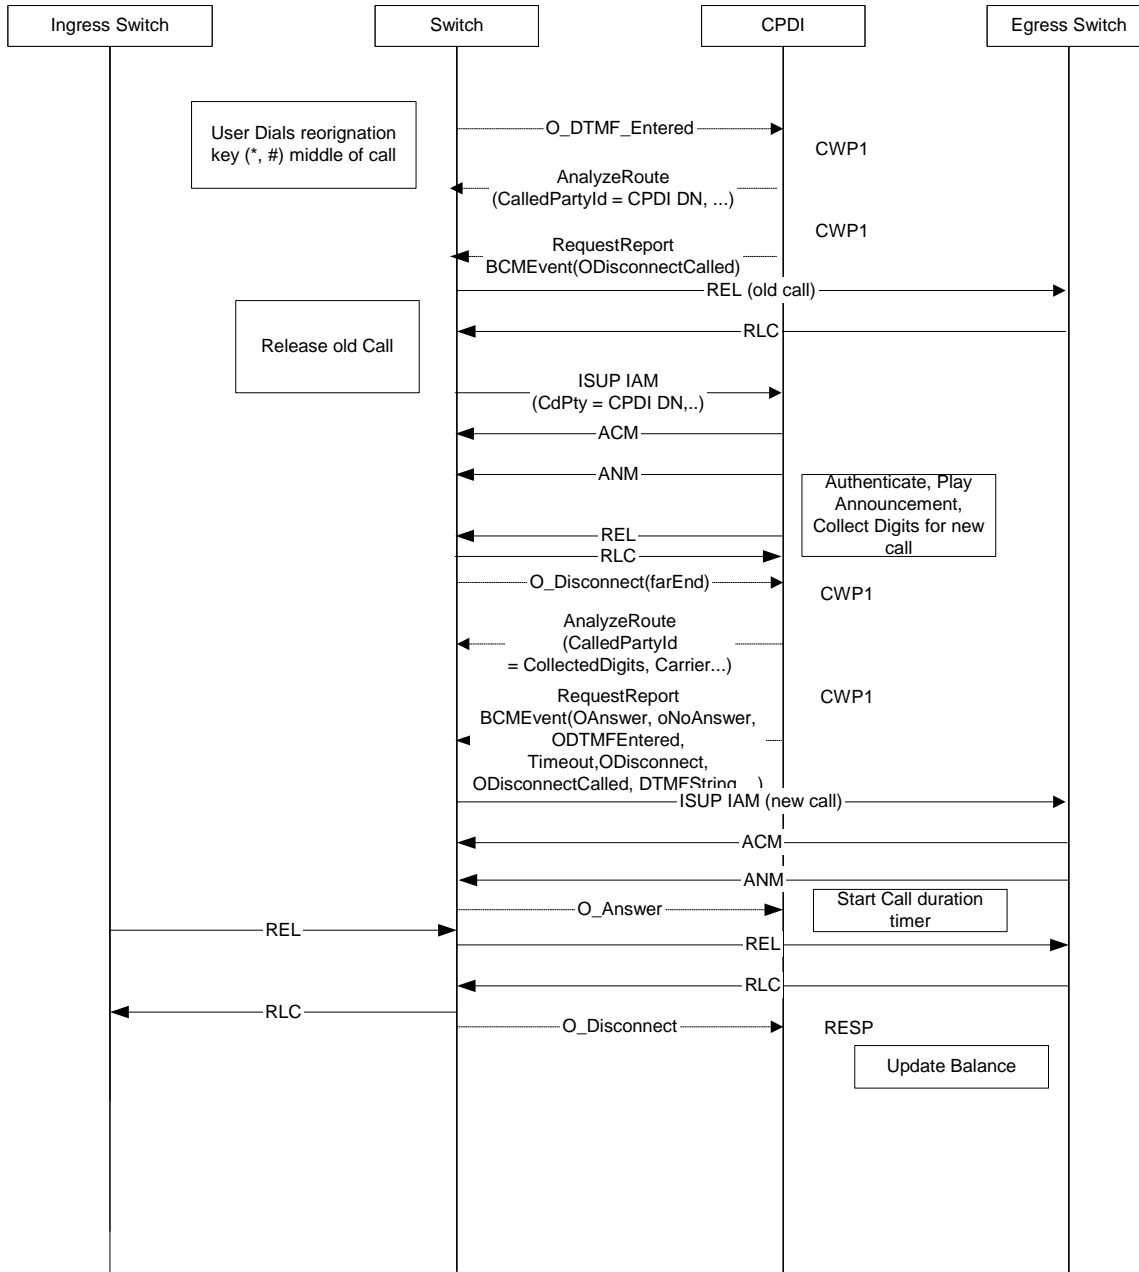 Ingress Switch
Switch
CPDI
Egress Switch
User Dials reorignation
key (*, #) middle of call
O_DTMF_Entered
CWP1
AnalyzeRoute
(CalledPartyId = CPDI DN, ...)
CWP1
RequestReport
BCMEvent(ODisconnectCalled)
REL (old call)
Release old Call
RLC
ISUP IAM
(CdPty = CPDI DN,..)
ACM
ANM
Authenticate, Play
Announcement,
Collect Digits for new
call
REL
RLC
O_Disconnect(farEnd)
CWP1
AnalyzeRoute
(CalledPartyId
= CollectedDigits, Carrier...)
RequestReport
BCMEvent(OAnswer, oNoAnswer,
ODTMFEntered,
Timeout,ODisconnect,
ODisconnectCalled, DTMFString,...)
CWP1
ISUP IAM (new call)
ACM
ANM
O_Answer
Start Call duration
timer
REL
REL
RLC
RLC
O_Disconnect
RESP
Update Balance